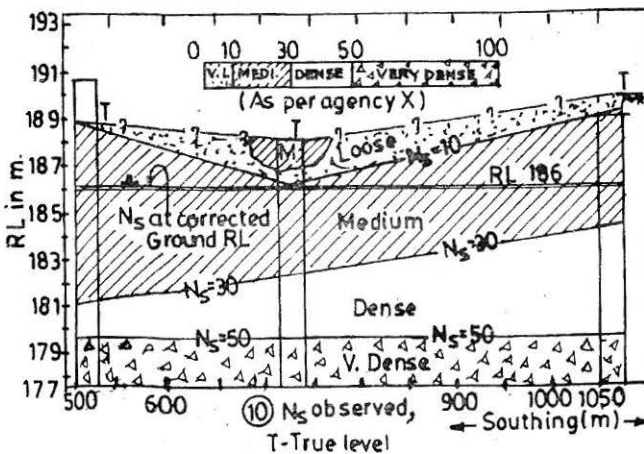 0 10 30 50 100
V.L MEDI. DENSE VERY DENSE
(As per agency X)
193
191
189
187
185
183
181
179
177
RL in m.
T
T
T
M
Loose
Ns=10
RL 186
Ns at corrected
Ground RL
Medium
Ns=30
Ns=30
Dense
Ns=50
Ns=50
V. Dense
500 600 900 1000 1050
10 Ns observed,
Southing(m)
T-True level